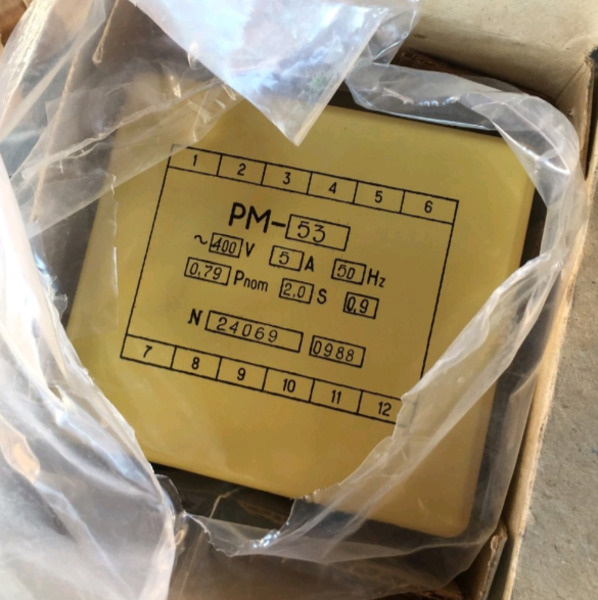 1 2 3 4 5 6
PM-53
~400 V 5 A 50 Hz
0,79 Pnom 2.0 S 0,9
N 24069 0988
7 8 9 10 11 12